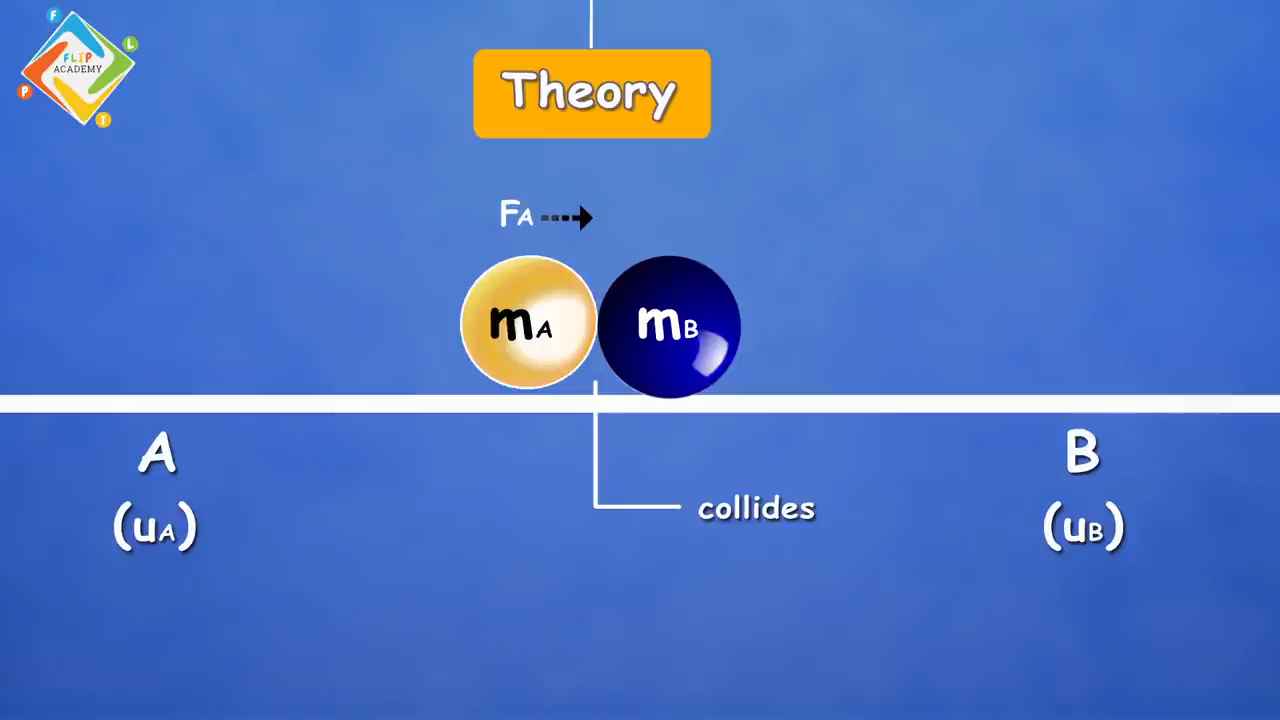 F
L
FLIP
ACADEMY
P
I
Theory
FA
mA
mB
A
B
(uA)
collides
(uB)